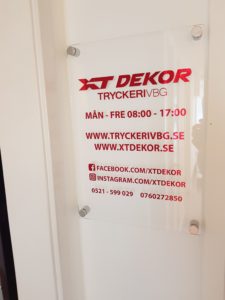 XT DEKOR
TRYCKERIVBG
MÅN - FRE 08:00 - 17:00
WWW.TRYCKERIVBG.SE
WWW.XTDEKOR.SE
FACEBOOK.COM/XTDEKOR
INSTAGRAM.COM/XTDEKOR
0521 - 599 029 0760272850